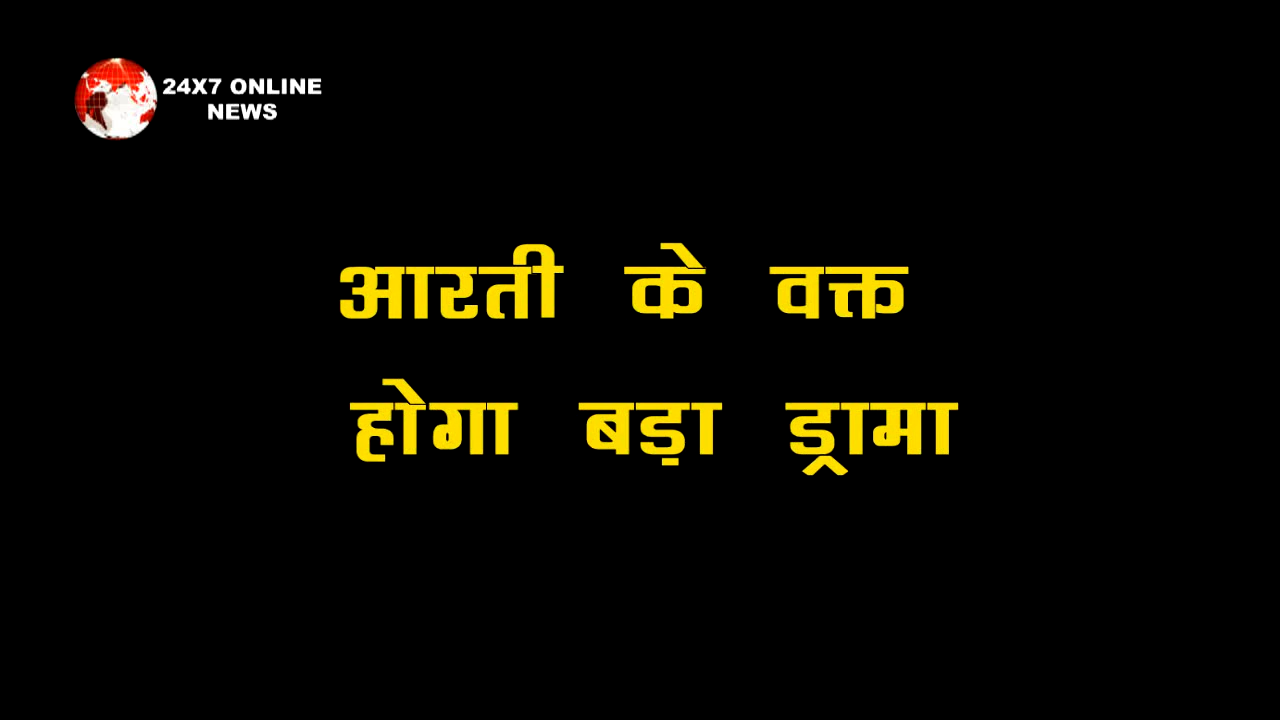 24X7 ONLINE
NEWS
आरती के वक्त
होगा बड़ा ड्रामा